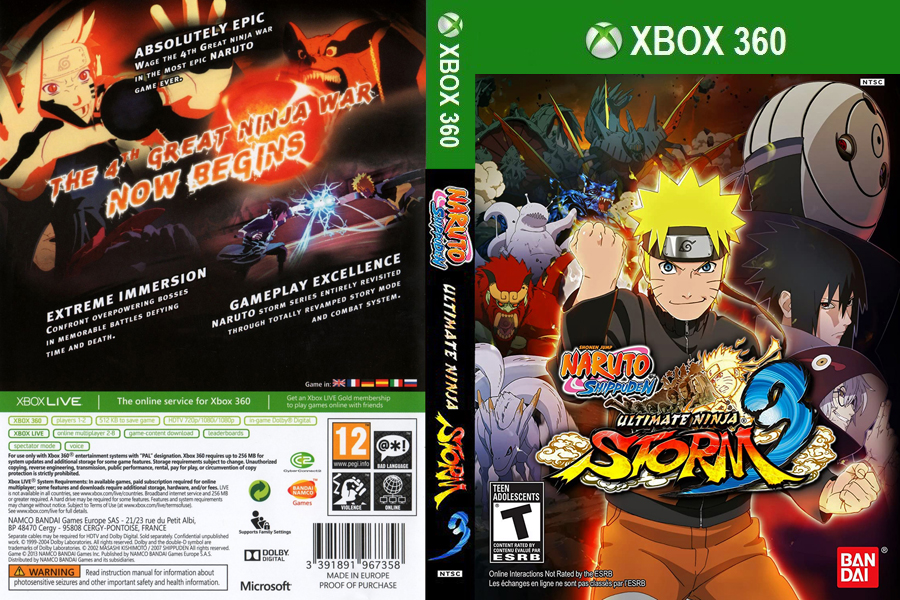 ABSOLUTELY EPIC
WAGE THE 4TH GREAT NINJA WAR
IN THE MOST EPIC NARUTO
GAME EVER.
THE 4TH GREAT NINJA WAR
NOW BEGINS
EXTREME IMMERSION
CONFRONT OVERPOWERING BOSSES
IN MEMORABLE BATTLES DEFYING
TIME AND DEATH.
GAMEPLAY EXCELLENCE
NARUTO STORM SERIES ENTIRELY REVISITED
THROUGH TOTALLY REVAMPED STORY MODE
AND COMBAT SYSTEM.
Game in:
XBOX LIVE
The online service for Xbox 360
Get an Xbox LIVE Gold membership
to play games online with friends
XBOX 360
players 1-2
512 KB to save game
HDTV 720p/1080i/1080p
in-game Dolby® Digital
XBOX LIVE
online multiplayer 2-8
game-content download
leaderboards
spectator mode
voice
For use only with Xbox 360® entertainment systems with "PAL" designation. Xbox 360 requires up to 256 MB for
system updates and additional storage for some game features. Storage requirements subject to change. Unauthorized
copying, reverse engineering, transmission, public performance, rental, pay for play, or circumvention of copy
protection is strictly prohibited.
Xbox LIVE® System Requirements: Some games, paid subscription required for online
multiplayer; some features and downloads require additional storage, hardware, and/or fees. LIVE
is not available in all countries, see www.xbox.com/live/countries. Broadband internet service and 256 MB
or greater required. A hard drive may be required for some features. Features and system requirements
may change without notice. Subject to Terms of Use (at www.xbox.com/live/termsofuse).
See www.xbox.com/live for full details.
NAMCO BANDAI Games Europe SAS - 21/23 rue du Petit Albi,
BP 48470 Cergy - 95808 CERGY-PONTOISE, FRANCE
Separate cables may be required for HDTV and Dolby Digital. Sold separately. Confidential unpublished
work. © 1999-2004 Dolby Laboratories. All rights reserved. Dolby and the double-D symbol are
trademarks of Dolby Laboratories. © 2002 MASASHI KISHIMOTO / 2007 SHIPPUDEN All rights reserved.
Game © 2013 NAMCO BANDAI Games Inc. Published by NAMCO BANDAI Games Europe S.A.S.
Distributed by NAMCO BANDAI Games and its subsidiaries.
WARNING
Read instruction manual for information about
photosensitive seizures and other important safety and health information.
CyberConnect2
BANDAI
NAMCO
Games
Supports Family Settings
DOLBY
DIGITAL
Microsoft®
12
www.pegi.info
@*!
BAD LANGUAGE
VIOLENCE
ONLINE
3 391891 967358
MADE IN EUROPE
PROOF OF PURCHASE
XBOX 360
NARUTO
SHIPPUDEN
ULTIMATE NINJA
STORM 3
NTSC
XBOX 360
NTSC
SHONEN JUMP
NARUTO
SHIPPUDEN
ULTIMATE NINJA
STORM 3
TEEN
ADOLESCENTS
T
CONTENT RATED BY
CONTENU ÉVALUÉ PAR
ESRB
Online Interactions Not Rated by the ESRB
Les échanges en ligne ne sont pas classés par l'ESRB
BAN
DAI
®